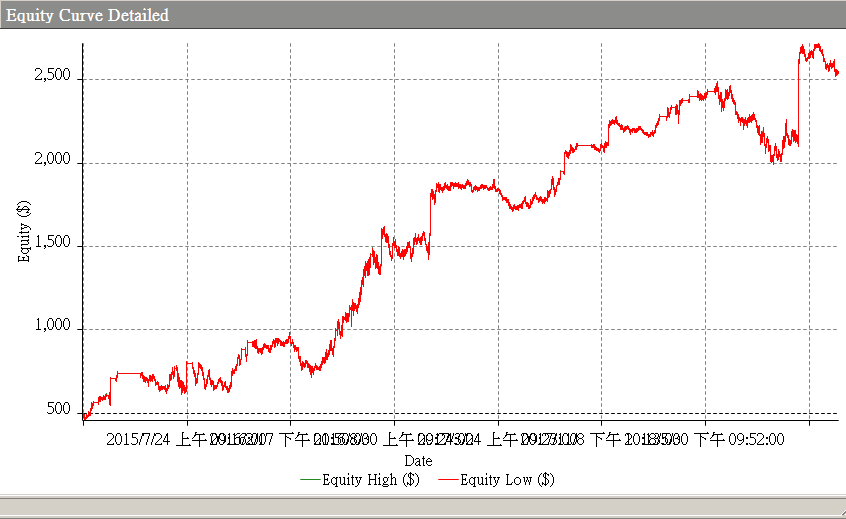 Equity Curve Detailed
2,500
2,000
1,500
1,000
500
Equity ($)
2015/7/24 上午 下午 上午 上午 下午 下午 09:52:00
Date
Equity High ($) Equity Low ($)